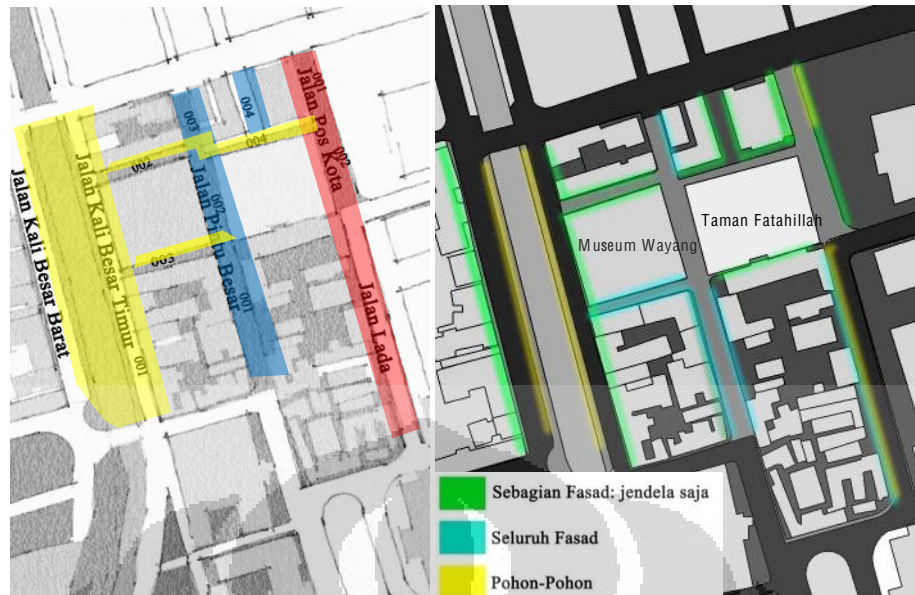 Jalan Kali Besar Barat
Jalan Kali Besar Timur
001
002
003
003
Jalan Pintu Besar
002
001
004
004
001
Jalan Pos Kota
002
Jalan Lada
Museum Wayang
Taman Fatahillah
Sebagian Fasad: jendela saja
Seluruh Fasad
Pohon-Pohon